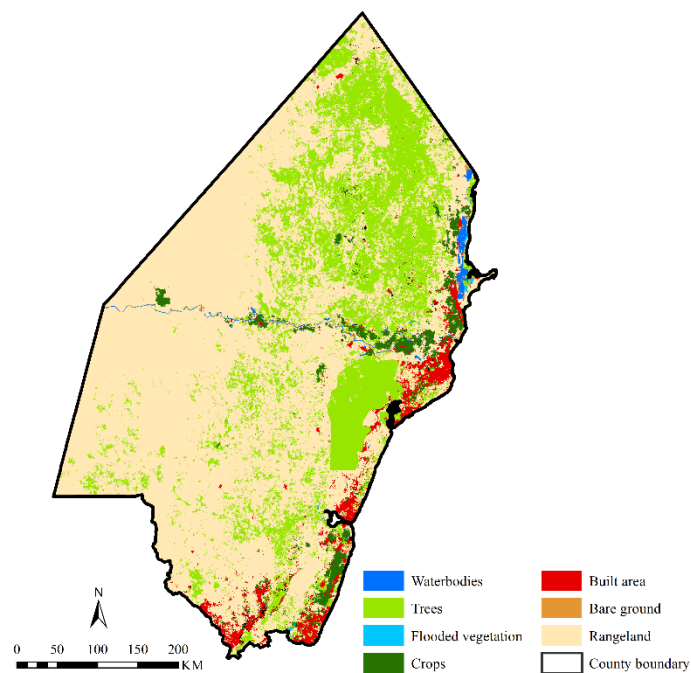 N
0 50 100 150 200
KM
Waterbodies
Trees
Flooded vegetation
Crops
Built area
Bare ground
Rangeland
County boundary